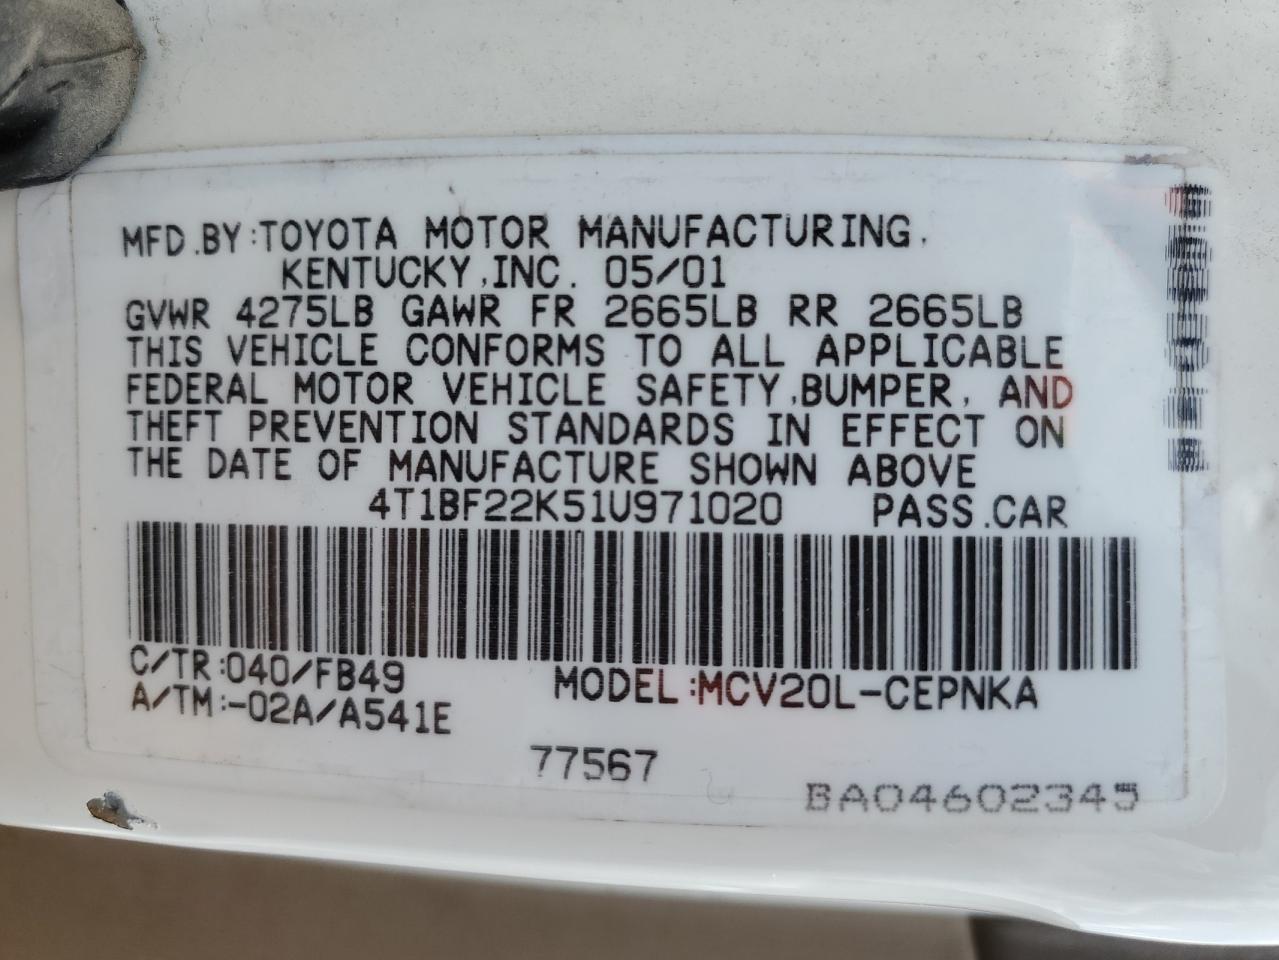 MFD.BY:TOYOTA MOTOR MANUFACTURING,
KENTUCKY,INC. 05/01
GVWR 4275LB GAWR FR 2665LB RR 2665LB
THIS VEHICLE CONFORMS TO ALL APPLICABLE
FEDERAL MOTOR VEHICLE SAFETY,BUMPER, AND
THEFT PREVENTION STANDARDS IN EFFECT ON
THE DATE OF MANUFACTURE SHOWN ABOVE
4T1BF22K51U971020 PASS.CAR
C/TR:040/FB49 MODEL:MCV20L-CEPNKA
A/TM:-02A/A541E
77567
BA04602345